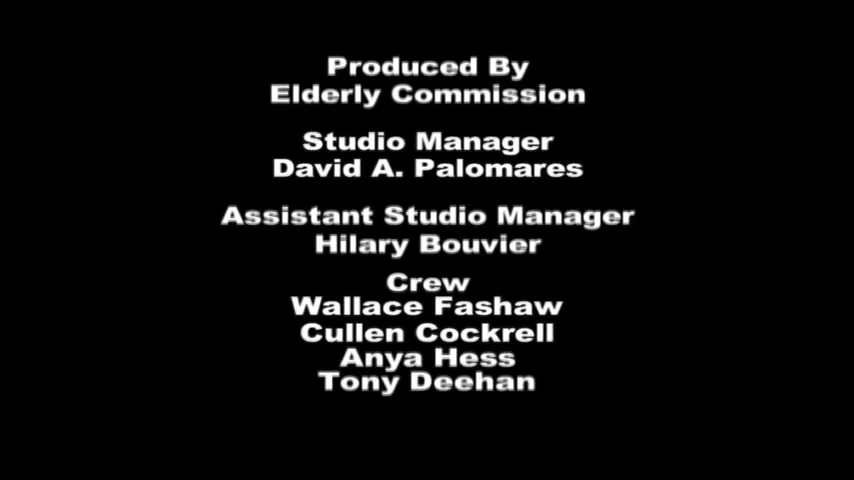 Produced By
Elderly Commission
Studio Manager
David A. Palomares
Assistant Studio Manager
Hilary Bouvier
Crew
Wallace Fashaw
Cullen Cockrell
Anya Hess
Tony Deehan